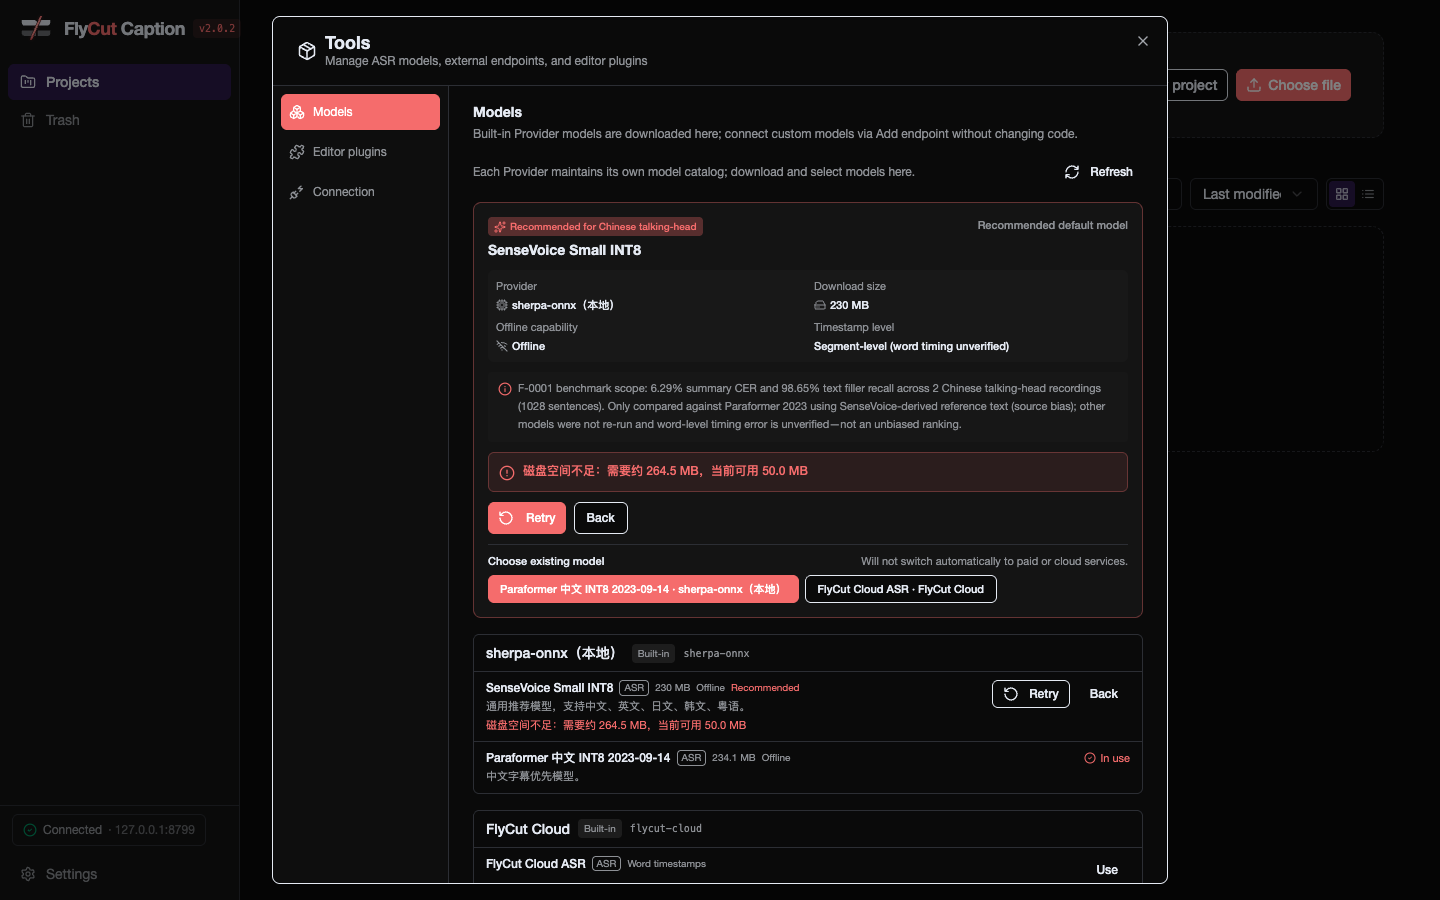 FlyCut Caption v2.0.2
Projects
Trash
Connected · 127.0.0.1:8799
Settings
project
Choose file
Last modifie
Tools
Manage ASR models, external endpoints, and editor plugins
Models
Editor plugins
Connection
Models
Built-in Provider models are downloaded here; connect custom models via Add endpoint without changing code.
Each Provider maintains its own model catalog; download and select models here.
Refresh
Recommended for Chinese talking-head
Recommended default model
SenseVoice Small INT8
Provider
sherpa-onnx（本地）
Download size
230 MB
Offline capability
Offline
Timestamp level
Segment-level (word timing unverified)
F-0001 benchmark scope: 6.29% summary CER and 98.65% text filler recall across 2 Chinese talking-head recordings
(1028 sentences). Only compared against Paraformer 2023 using SenseVoice-derived reference text (source bias); other
models were not re-run and word-level timing error is unverified—not an unbiased ranking.
磁盘空间不足：需要约 264.5 MB，当前可用 50.0 MB
Retry
Back
Choose existing model
Will not switch automatically to paid or cloud services.
Paraformer 中文 INT8 2023-09-14 · sherpa-onnx（本地）
FlyCut Cloud ASR · FlyCut Cloud
sherpa-onnx（本地） Built-in sherpa-onnx
SenseVoice Small INT8 ASR 230 MB Offline Recommended
通用推荐模型，支持中文、英文、日文、韩文、粤语。
磁盘空间不足：需要约 264.5 MB，当前可用 50.0 MB
Retry
Back
Paraformer 中文 INT8 2023-09-14 ASR 234.1 MB Offline
中文字幕优先模型。
In use
FlyCut Cloud Built-in flycut-cloud
FlyCut Cloud ASR ASR Word timestamps
Use